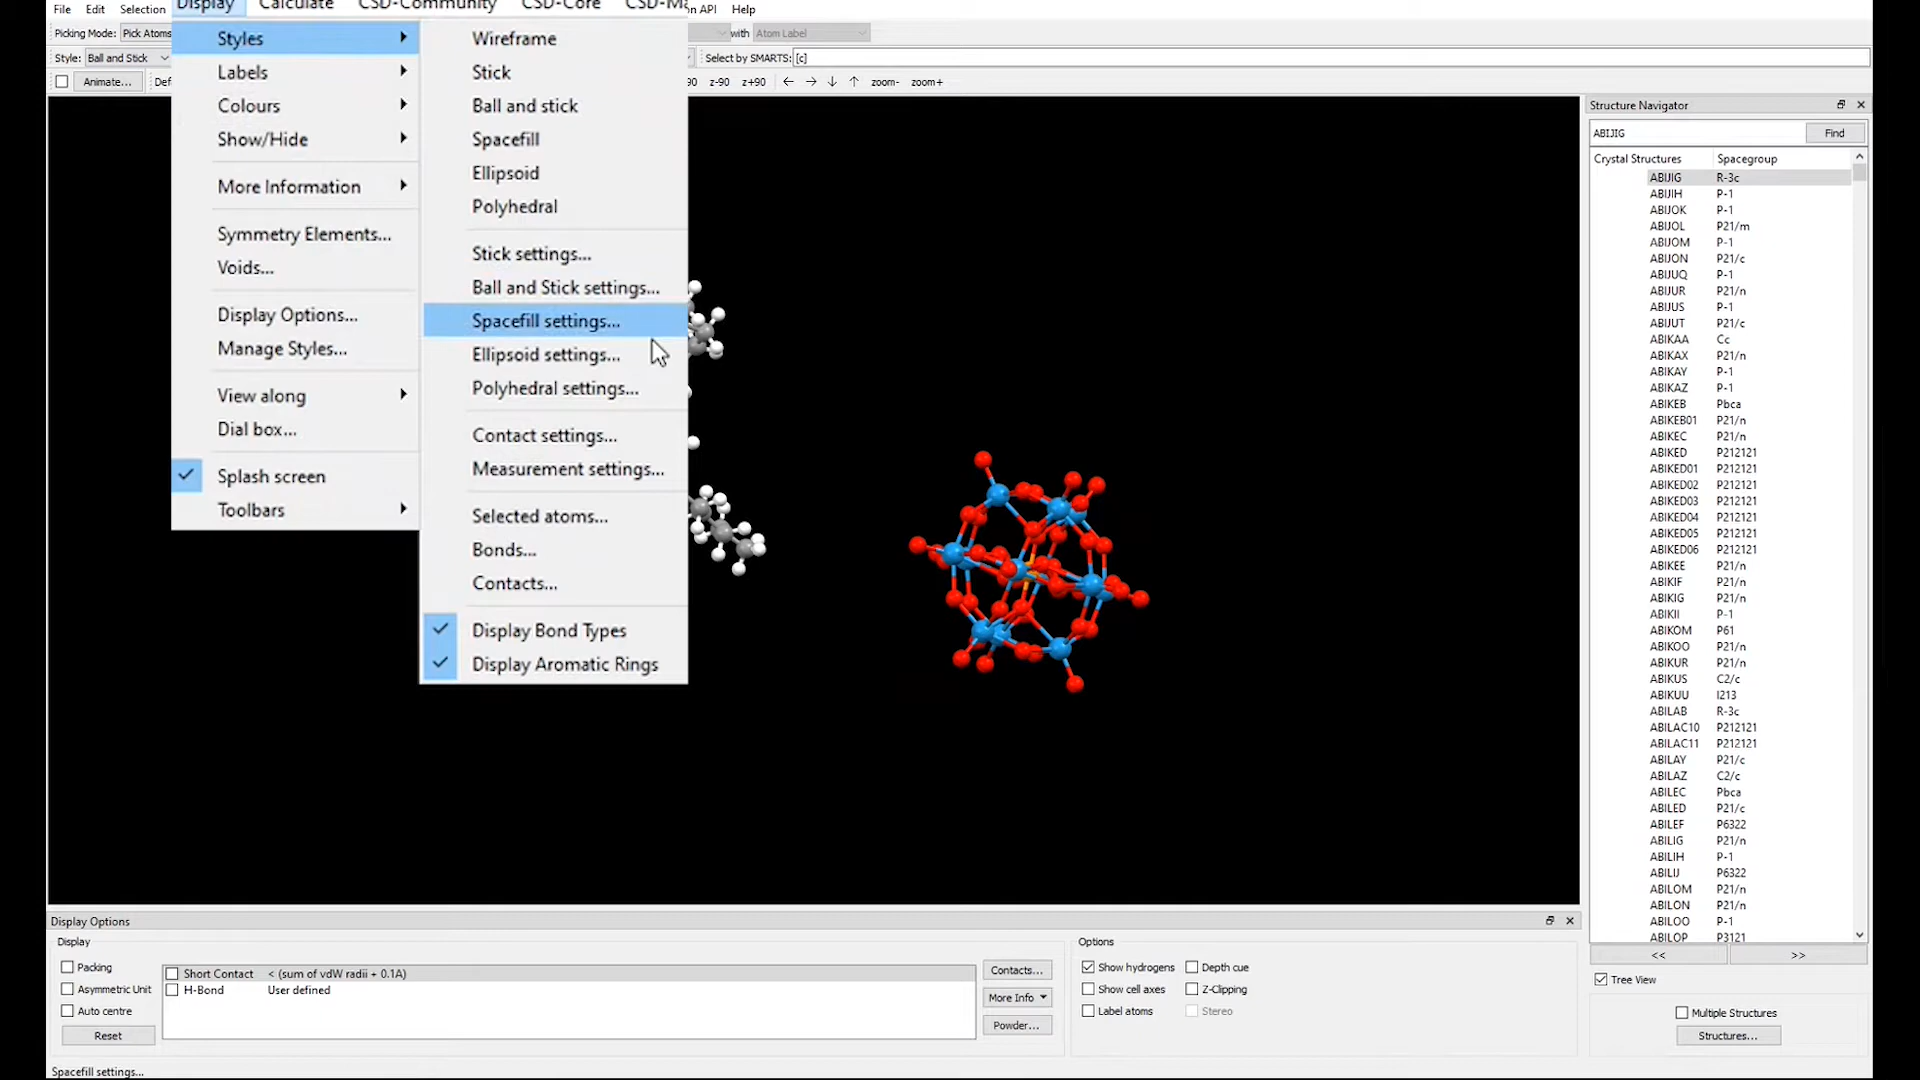 File Edit Selection Display Calculate CSD-Community CSD-Core API Help
Picking Mode: Pick Atoms with Atom Label
Style: Ball and Stick Select by SMARTS: [c]
Animate... 90 z-90 z+90 ← → ↓ ↑ zoom- zoom+
Styles
Labels
Colours
Show/Hide
More Information
Symmetry Elements...
Voids...
Display Options...
Manage Styles...
View along
Dial box...
Splash screen
Toolbars
Wireframe
Stick
Ball and stick
Spacefill
Ellipsoid
Polyhedral
Stick settings...
Ball and Stick settings...
Spacefill settings...
Ellipsoid settings...
Polyhedral settings...
Contact settings...
Measurement settings...
Selected atoms...
Bonds...
Contacts...
Display Bond Types
Display Aromatic Rings
Structure Navigator
ABIJIG Find
Crystal Structures Spacegroup
ABIJIG R-3c
ABIJIH P-1
ABIJOK P-1
ABIJOL P21/m
ABIJOM P-1
ABIJON P21/c
ABIJUQ P-1
ABIJUR P21/n
ABIJUS P-1
ABIJUT P21/c
ABIKAA Cc
ABIKAX P21/n
ABIKAY P-1
ABIKAZ P-1
ABIKEB Pbca
ABIKEB01 P21/n
ABIKEC P21/n
ABIKED P212121
ABIKED01 P212121
ABIKED02 P212121
ABIKED03 P212121
ABIKED04 P212121
ABIKED05 P212121
ABIKED06 P212121
ABIKEE P21/n
ABIKIF P21/n
ABIKIG P21/n
ABIKII P-1
ABIKOM P61
ABIKOO P21/n
ABIKUR P21/n
ABIKUS C2/c
ABIKUU I213
ABILAB R-3c
ABILAC10 P212121
ABILAC11 P212121
ABILAY P21/c
ABILAZ C2/c
ABILEC Pbca
ABILED P21/c
ABILEF P6322
ABILIG P21/n
ABILIH P-1
ABILIJ P6322
ABILOM P21/n
ABILON P21/n
ABILOO P-1
ABILOP P3121
<< >>
Tree View
Multiple Structures
Structures...
Display Options
Display
Packing
Asymmetric Unit
Auto centre
Reset
Short Contact < (sum of vdW radii + 0.1A)
H-Bond User defined
Contacts...
More Info
Powder...
Options
Show hydrogens Depth cue
Show cell axes Z-Clipping
Label atoms Stereo
Spacefill settings...